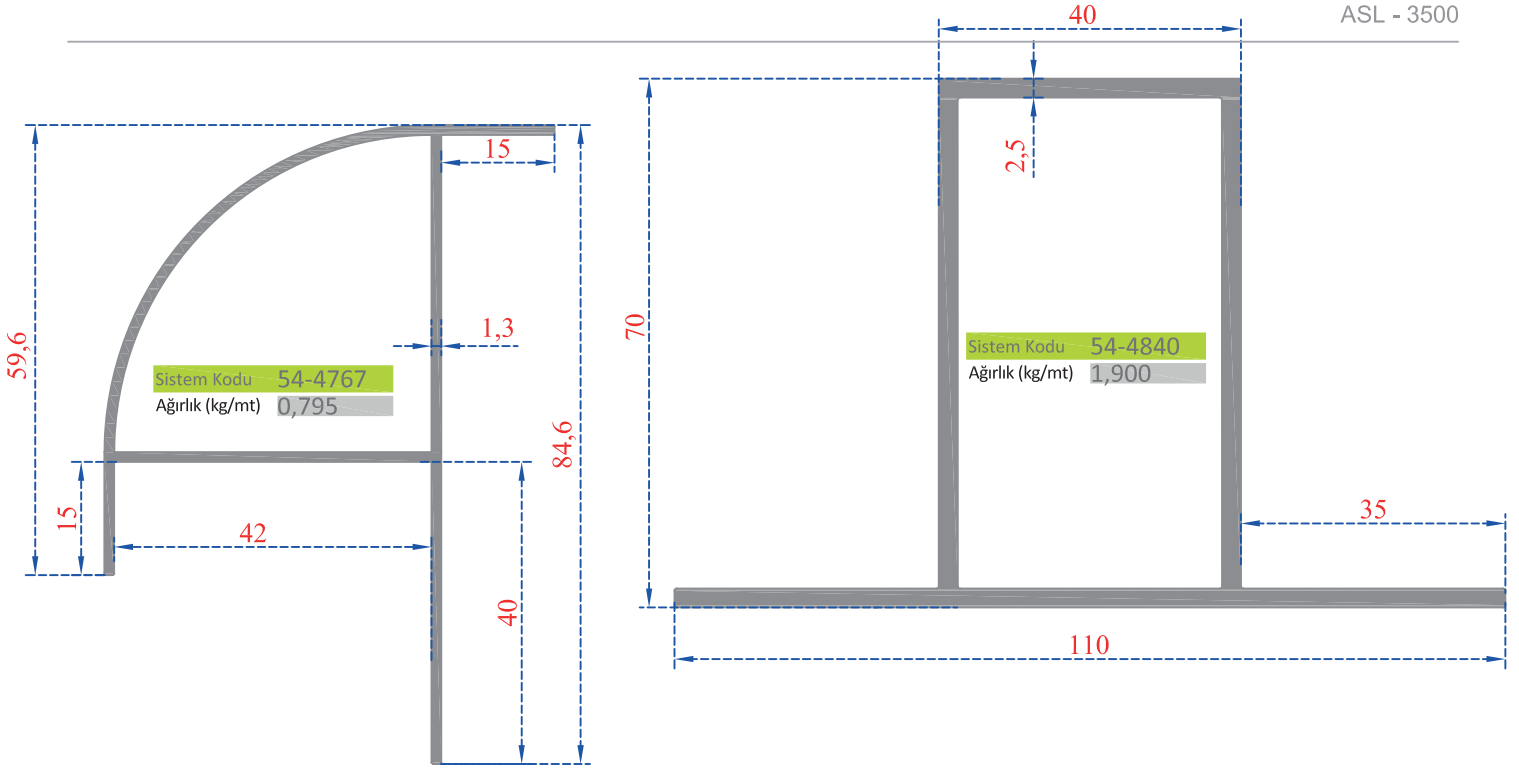 ASL - 3500
40
2,5
70
Sistem Kodu 54-4840
Ağırlık (kg/mt) 1,900
35
110
15
59,6
1,3
Sistem Kodu 54-4767
Ağırlık (kg/mt) 0,795
84,6
15
42
40